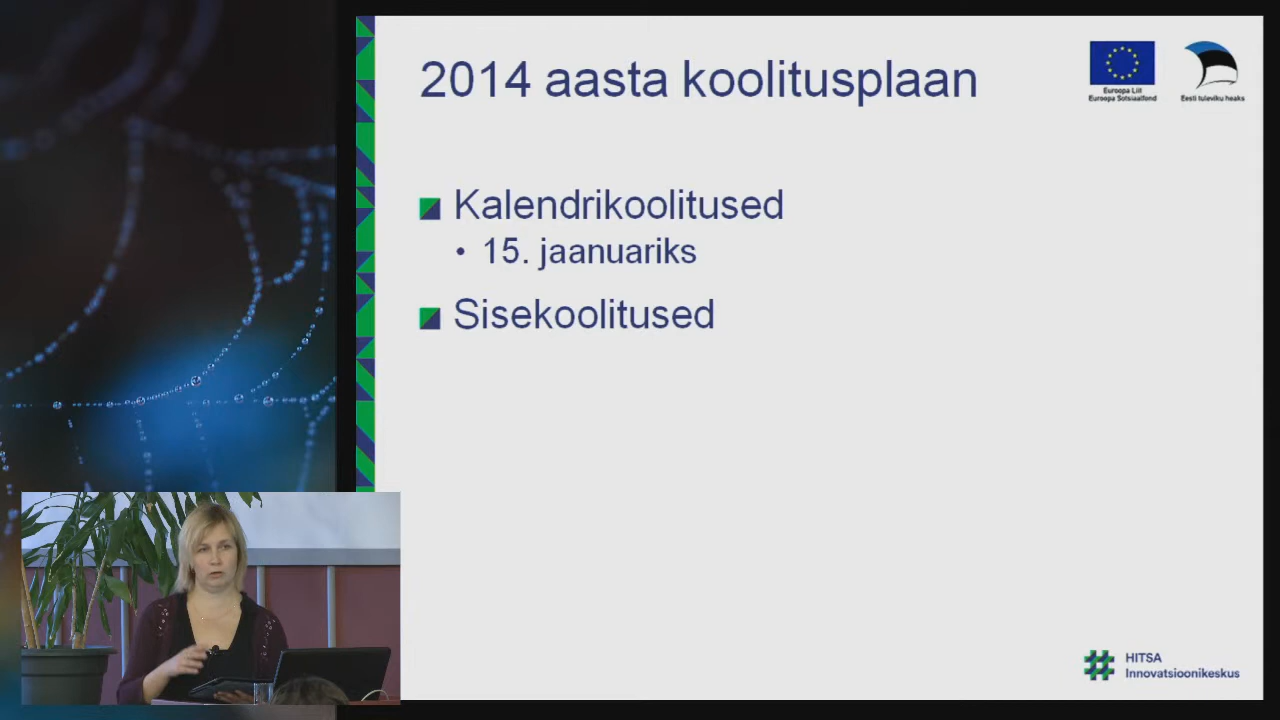 2014 aasta koolitusplaan
Euroopa Liit
Euroopa Sotsiaalfond
Eesti tuleviku heaks
Kalendrikoolitused
15. jaanuariks
Sisekoolitused
HITSA
Innovatsioonikeskus